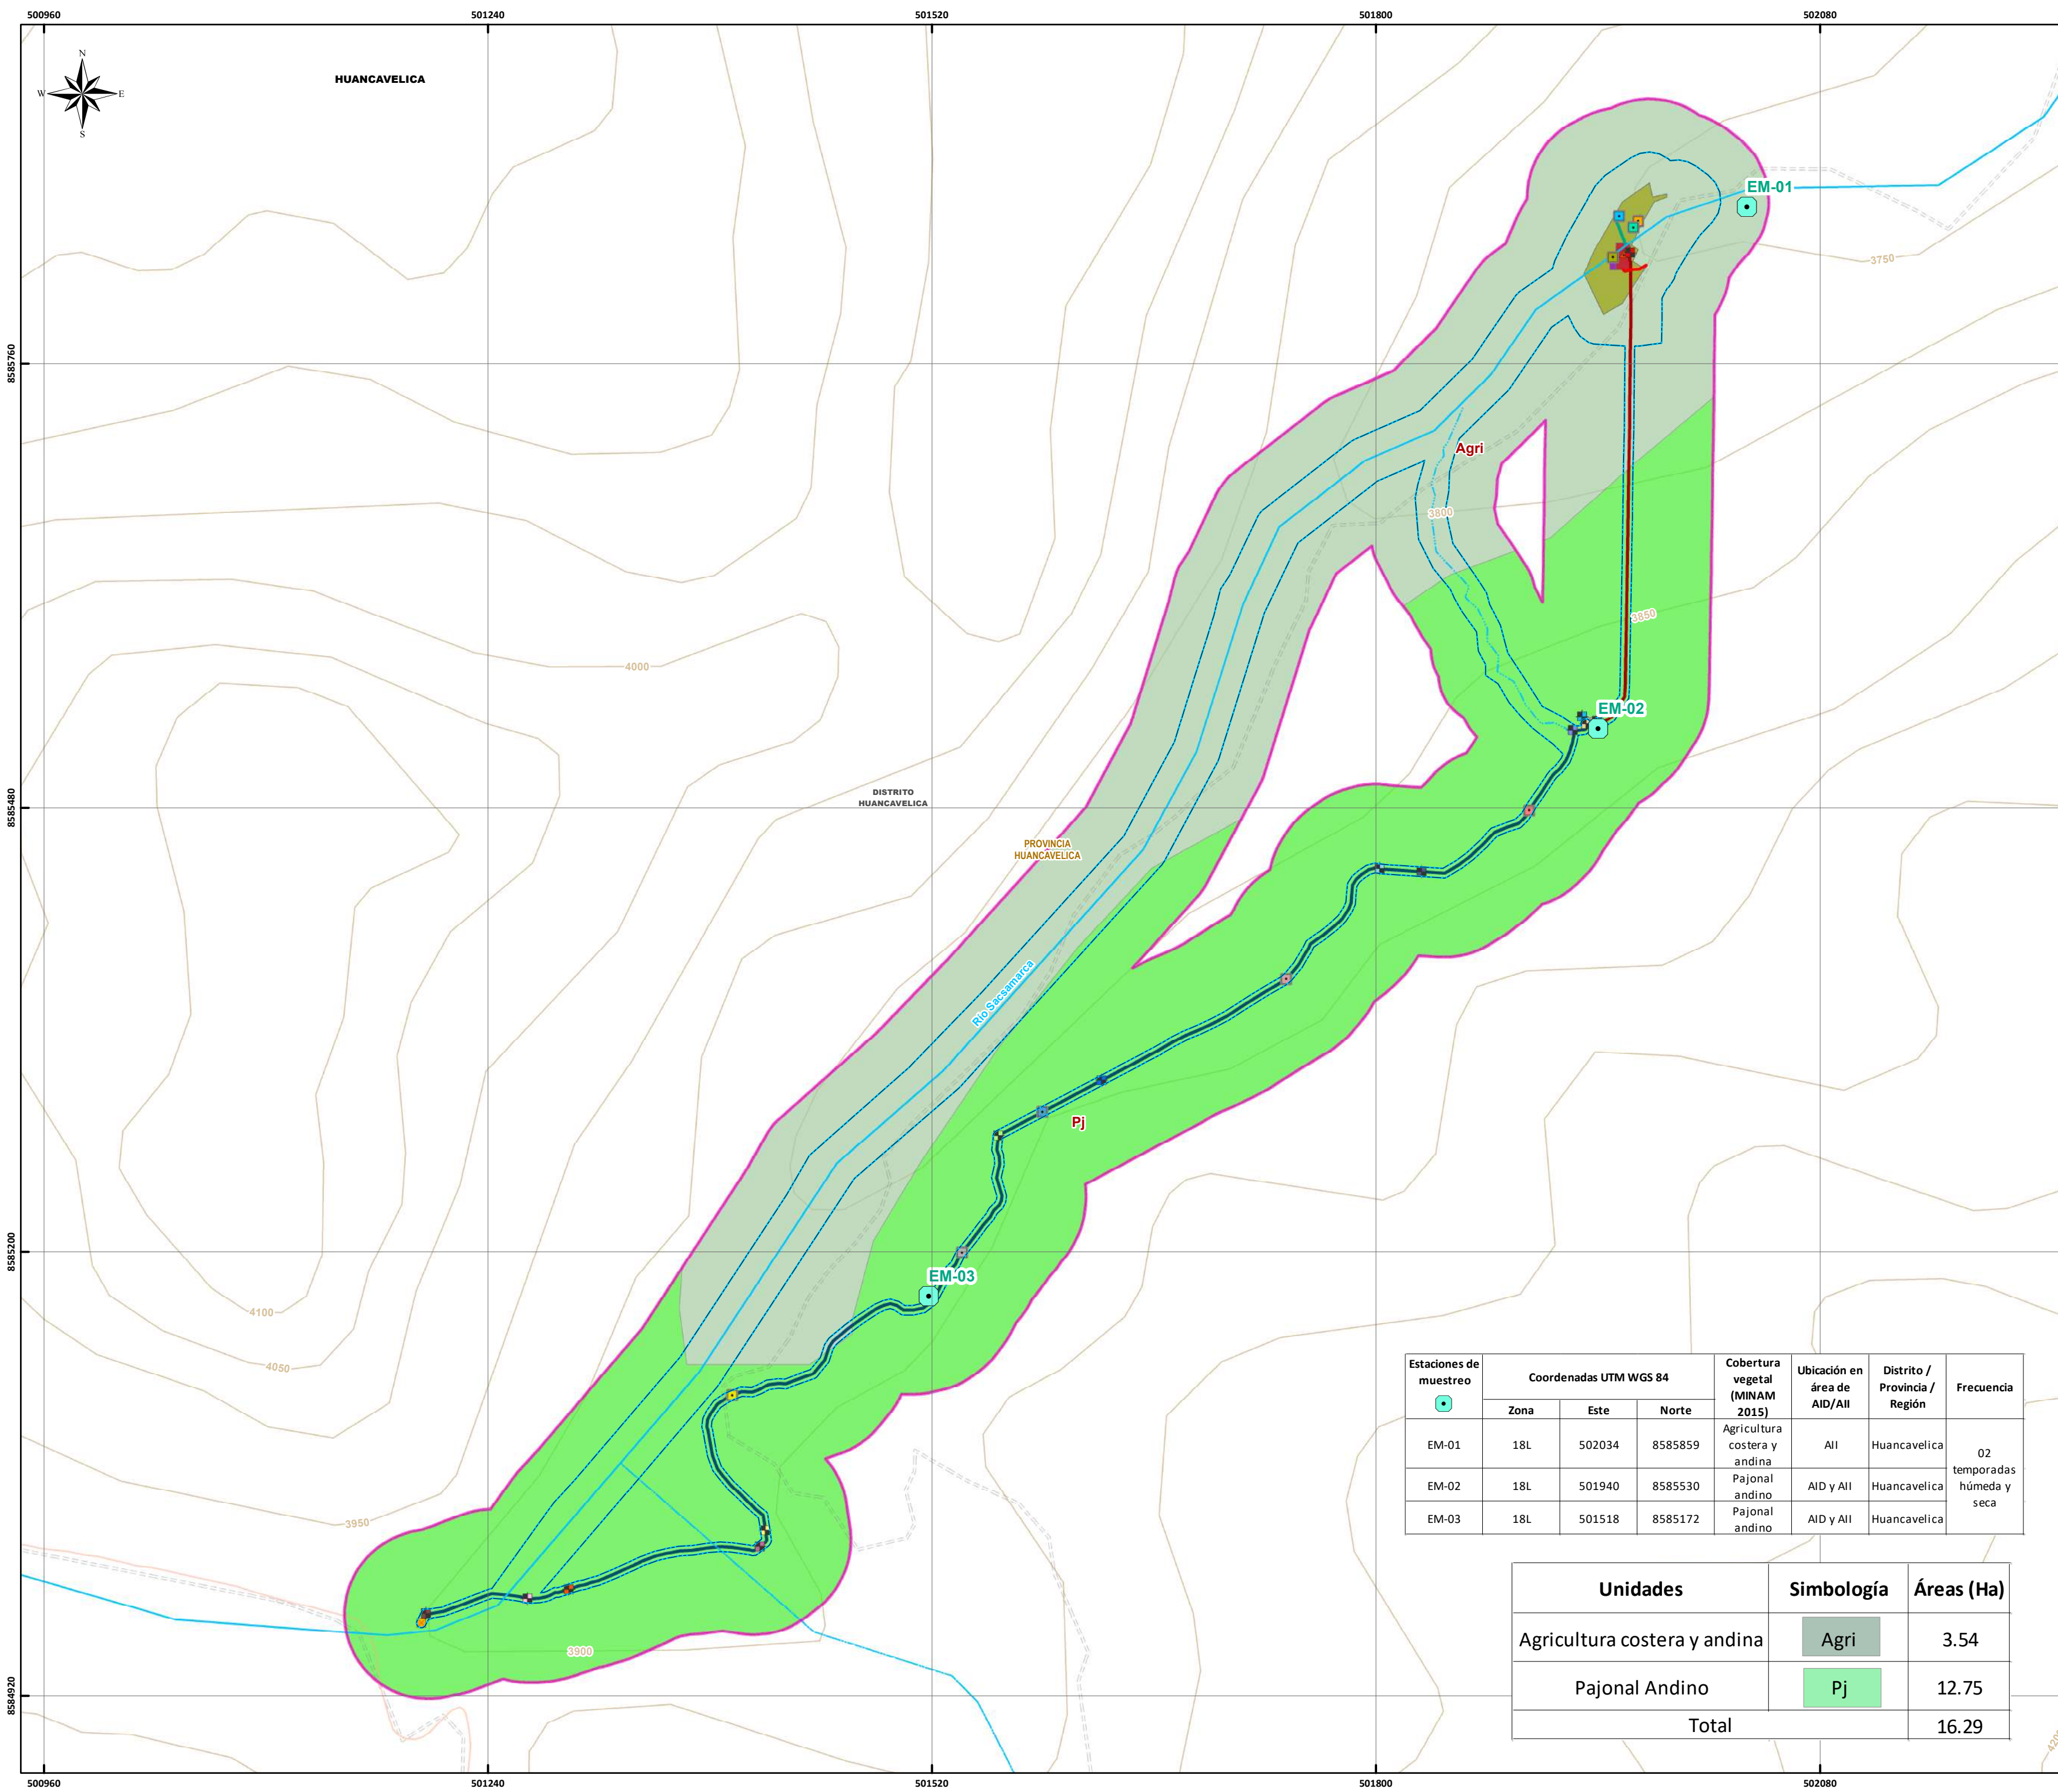 500960 501240 501520 501800 502080
N
W E
S
HUANCAVELICA
EM-01
3750
8585760
Agri
3800
3850
4000
EM-02
DISTRITO
HUANCAVELICA
8585480
PROVINCIA
HUANCAVELICA
Río Sacsamarca
Pj
8585200
EM-03
4100
4050
3950
3900
8584920
Estaciones de
muestreo
Coordenadas UTM WGS 84
Cobertura
vegetal
(MINAM
2015)
Ubicación en
área de
AID/AII
Distrito /
Provincia /
Región
Frecuencia
Zona Este Norte
EM-01 18L 502034 8585859 Agricultura
costera y
andina
AII Huancavelica
EM-02 18L 501940 8585530 Pajonal
andino
AID y AII Huancavelica
EM-03 18L 501518 8585172 Pajonal
andino
AID y AII Huancavelica
02
temporadas
húmeda y
seca
Unidades Simbología Áreas (Ha)
Agricultura costera y andina Agri 3.54
Pajonal Andino Pj 12.75
Total 16.29
500960 501240 501520 501800 502080